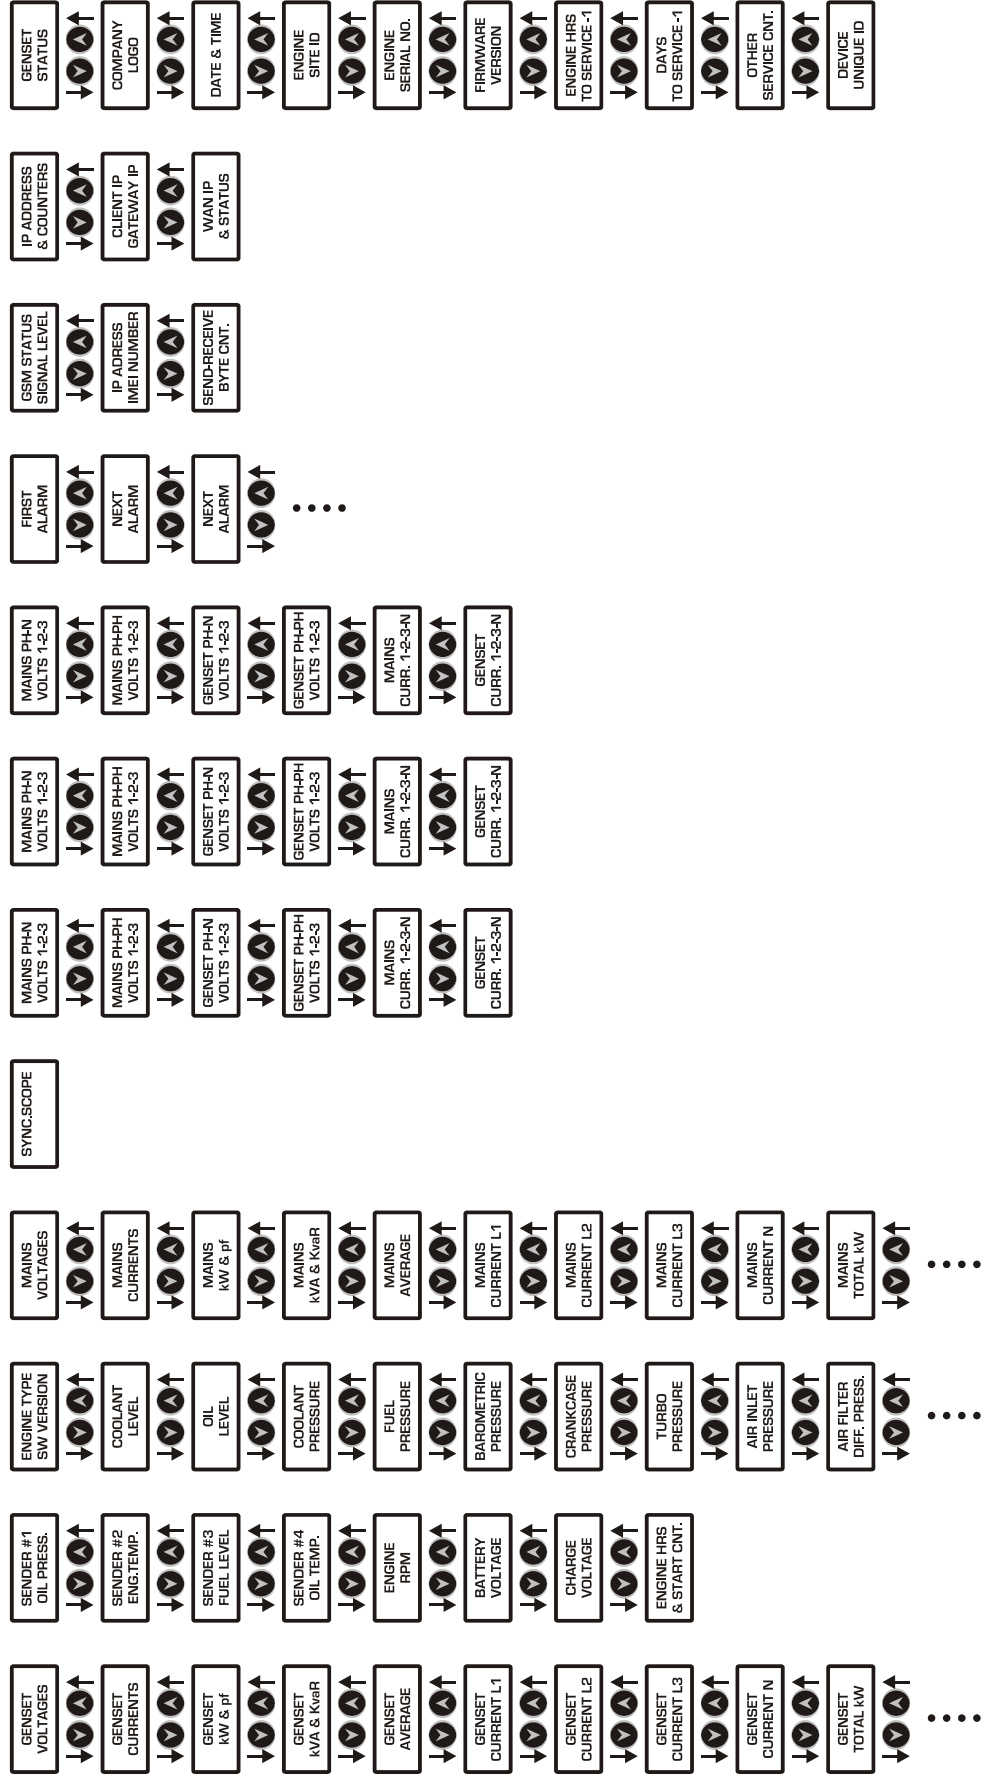 GENSET
VOLTAGES
GENSET
CURRENTS
GENSET
kW & pf
GENSET
kVA & KvaR
GENSET
AVERAGE
GENSET
CURRENT L1
GENSET
CURRENT L2
GENSET
CURRENT L3
GENSET
CURRENT N
GENSET
TOTAL kW
SENDER #1
OIL PRESS.
SENDER #2
ENG.TEMP.
SENDER #3
FUEL LEVEL
SENDER #4
OIL TEMP.
ENGINE
RPM
BATTERY
VOLTAGE
CHARGE
VOLTAGE
ENGINE HRS
& START CNT.
ENGINE TYPE
SW VERSION
COOLANT
LEVEL
OIL
LEVEL
COOLANT
PRESSURE
FUEL
PRESSURE
BAROMETRIC
PRESSURE
CRANKCASE
PRESSURE
TURBO
PRESSURE
AIR INLET
PRESSURE
AIR FILTER
DIFF. PRESS.
MAINS
VOLTAGES
MAINS
CURRENTS
MAINS
kW & pf
MAINS
kVA & KvaR
MAINS
AVERAGE
MAINS
CURRENT L1
MAINS
CURRENT L2
MAINS
CURRENT L3
MAINS
CURRENT N
MAINS
TOTAL kW
SYNC.SCOPE
MAINS PH-N
VOLTS 1-2-3
MAINS PH-PH
VOLTS 1-2-3
GENSET PH-N
VOLTS 1-2-3
GENSET PH-PH
VOLTS 1-2-3
MAINS
CURR. 1-2-3-N
GENSET
CURR. 1-2-3-N
MAINS PH-N
VOLTS 1-2-3
MAINS PH-PH
VOLTS 1-2-3
GENSET PH-N
VOLTS 1-2-3
GENSET PH-PH
VOLTS 1-2-3
MAINS
CURR. 1-2-3-N
GENSET
CURR. 1-2-3-N
MAINS PH-N
VOLTS 1-2-3
MAINS PH-PH
VOLTS 1-2-3
GENSET PH-N
VOLTS 1-2-3
GENSET PH-PH
VOLTS 1-2-3
MAINS
CURR. 1-2-3-N
GENSET
CURR. 1-2-3-N
FIRST
ALARM
NEXT
ALARM
NEXT
ALARM
GSM STATUS
SIGNAL LEVEL
IP ADRESS
IMEI NUMBER
SEND-RECEIVE
BYTE CNT.
IP ADDRESS
& COUNTERS
CLIENT IP
GATEWAY IP
WAN IP
& STATUS
GENSET
STATUS
COMPANY
LOGO
DATE & TIME
ENGINE
SITE ID
ENGINE
SERIAL NO.
FIRMWARE
VERSION
ENGINE HRS
TO SERVICE -1
DAYS
TO SERVICE -1
OTHER
SERVICE CNT.
DEVICE
UNIQUE ID